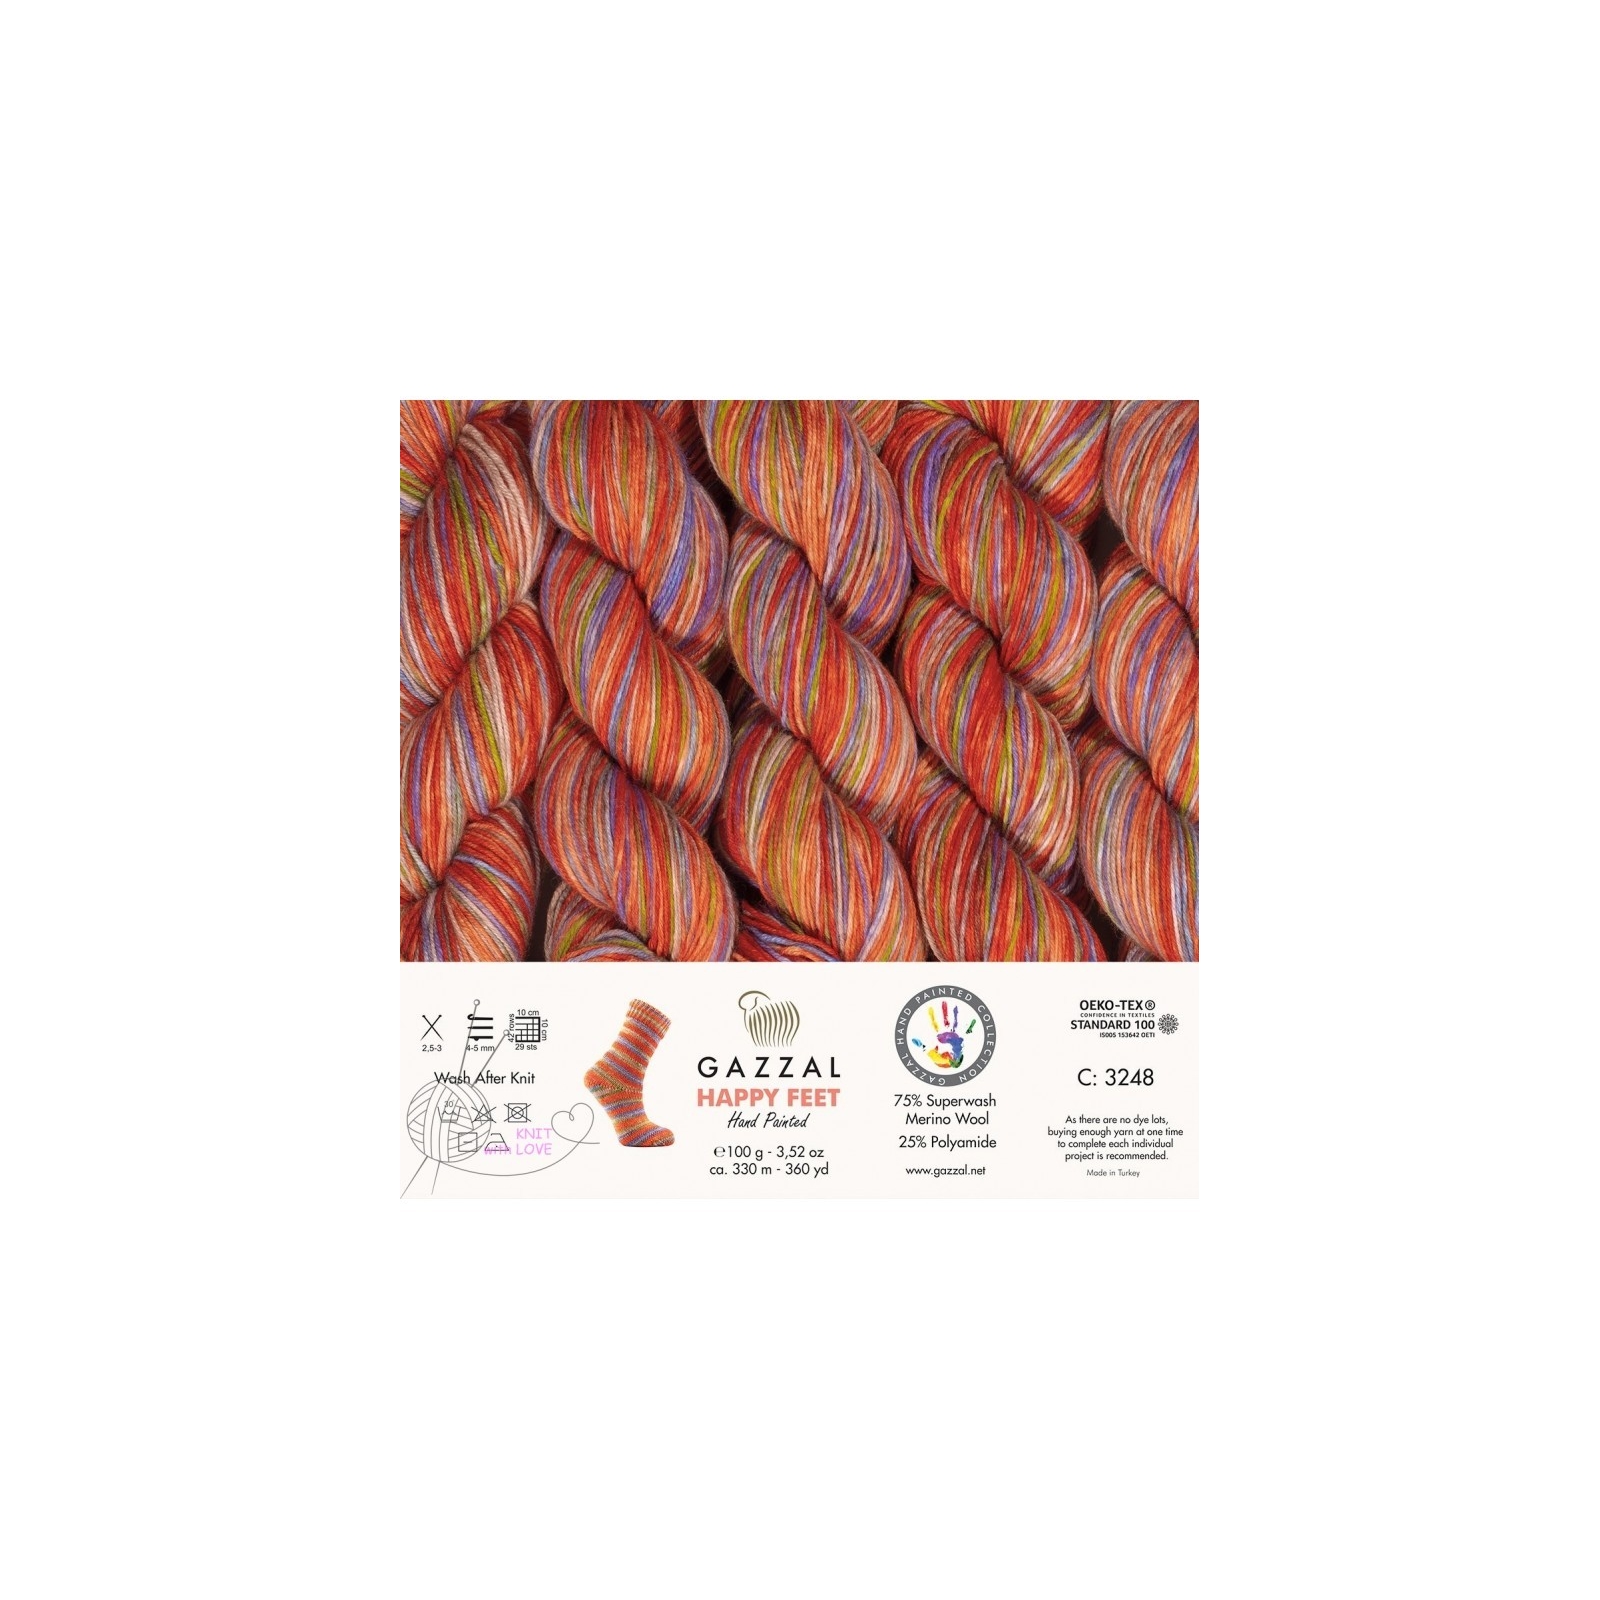 2,5-3
4-5 mm
10 cm
10 cm
42 rows
29 sts
Wash After Knit
30
KNIT
with LOVE
GAZZAL
HAPPY FEET
Hand Painted
℮100 g - 3,52 oz
ca. 330 m - 360 yd
GAZZAL HAND PAINTED COLLECTION
75% Superwash
Merino Wool
25% Polyamide
www.gazzal.net
OEKO-TEX®
CONFIDENCE IN TEXTILES
STANDARD 100
IS005 153642 OETI
C: 3248
As there are no dye lots,
buying enough yarn at one time
to complete each individual
project is recommended.
Made in Turkey